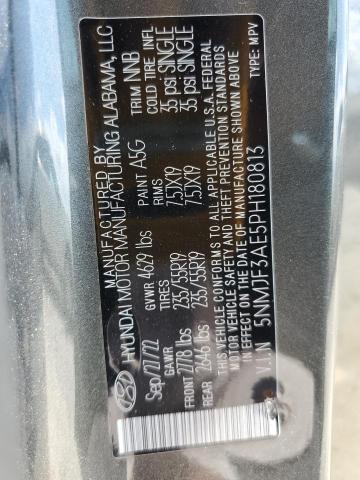 MANUFACTURED BY
HYUNDAI MOTOR MANUFACTURING ALABAMA, LLC
Sep/27/22 GVWR 4629 lbs PAINT A5G TRIM NNB
GAWR TIRES RIMS COLD TIRE INFL
FRONT 2778 lbs 235/55R19 7.5JX19 35 psi SINGLE
REAR 2646 lbs 235/55R19 7.5JX19 35 psi SINGLE
THIS VEHICLE CONFORMS TO ALL APPLICABLE U.S.A. FEDERAL
MOTOR VEHICLE SAFETY AND THEFT PREVENTION STANDARDS
IN EFFECT ON THE DATE OF MANUFACTURE SHOWN ABOVE.
V.I.N 5NMJF3AE5PH180813 TYPE: MPV